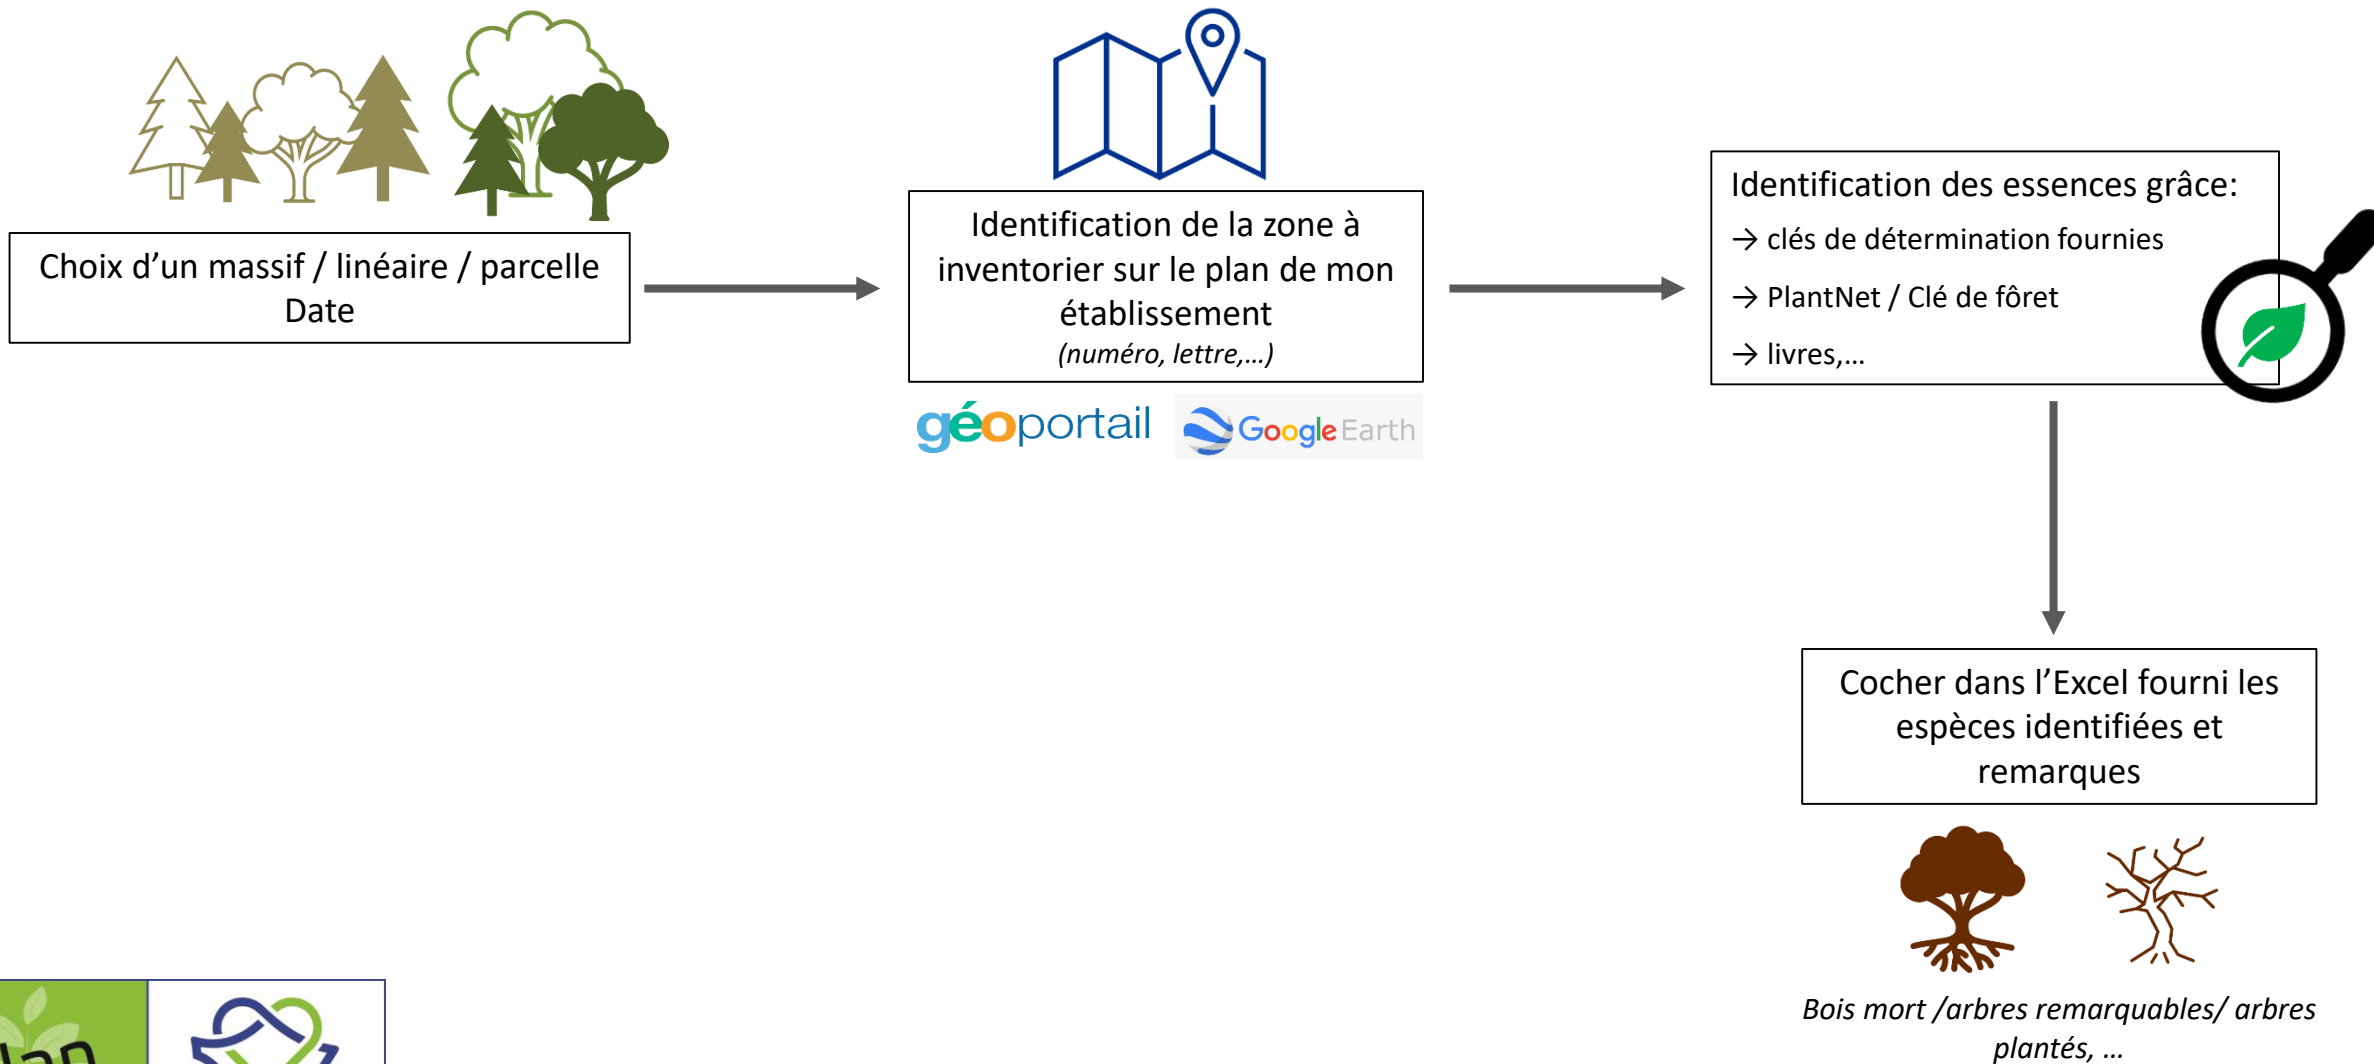 Choix d’un massif / linéaire / parcelle
Date
Identification de la zone à
inventorier sur le plan de mon
établissement
(numéro, lettre,…)
géoportail
Google Earth
Identification des essences grâce:
→ clés de détermination fournies
→ PlantNet / Clé de fôret
→ livres,…
Cocher dans l’Excel fourni les
espèces identifiées et
remarques
Bois mort /arbres remarquables/ arbres
plantés, …